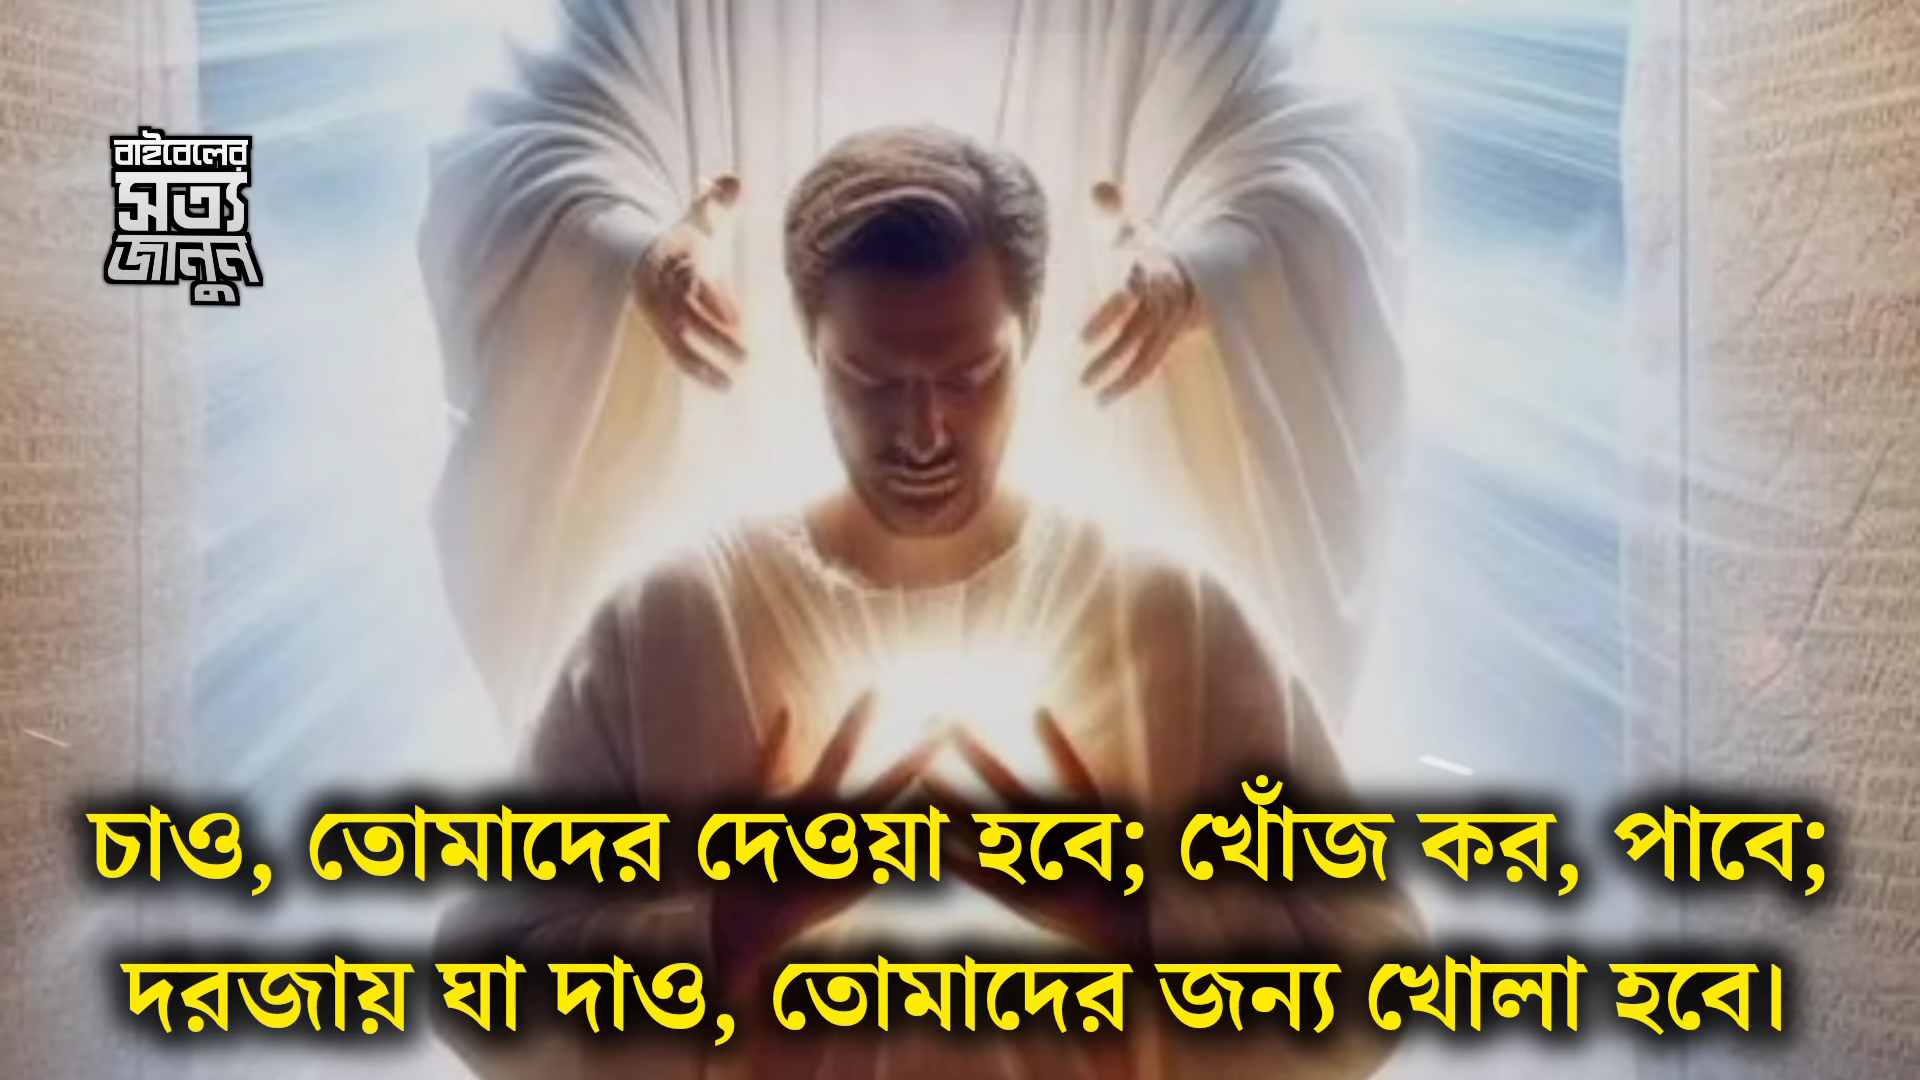 বাইবেলের
সত্য
জানুন
চাও, তোমাদের দেওয়া হবে; খোঁজ কর, পাবে;
দরজায় ঘা দাও, তোমাদের জন্য খোলা হবে।